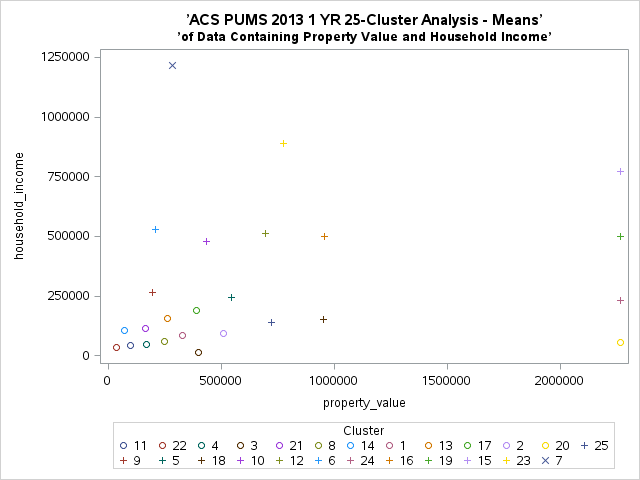 'ACS PUMS 2013 1 YR 25-Cluster Analysis - Means'
'of Data Containing Property Value and Household Income'
1250000
1000000
750000
500000
250000
0
household_income
0 500000 1000000 1500000 2000000
property_value
Cluster
11 22 4 3 21 8 14 1 13 17 2 20 25
9 5 18 10 12 6 24 16 19 15 23 7